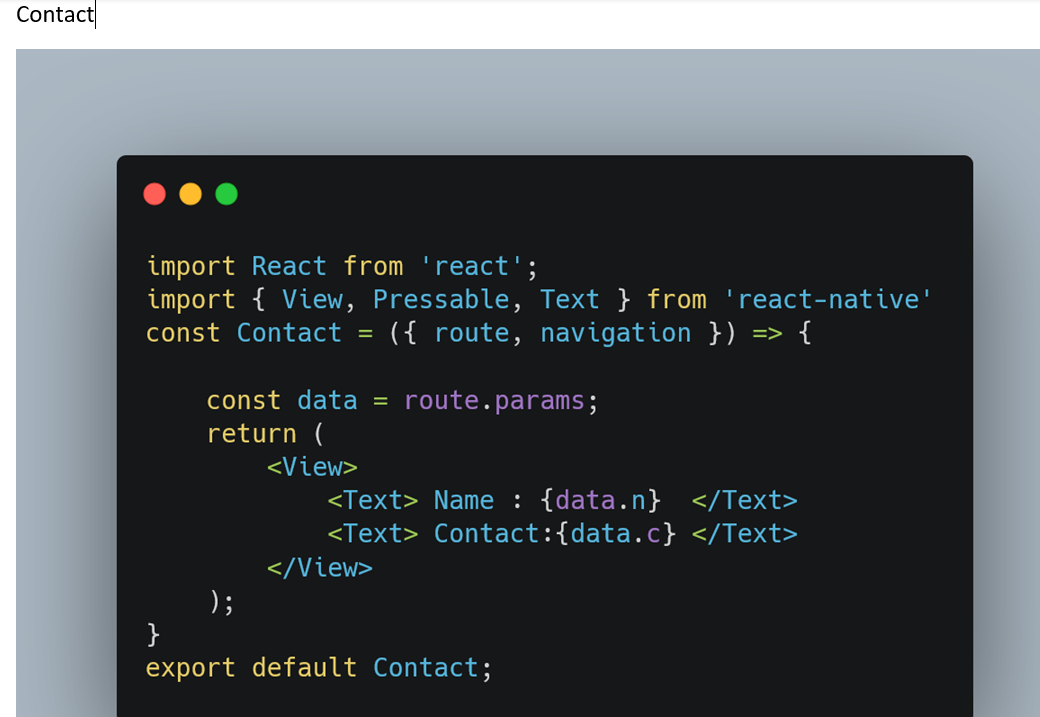 Contact
import React from 'react';
import { View, Pressable, Text } from 'react-native'
const Contact = ({ route, navigation }) => {
const data = route.params;
return (
<View>
<Text> Name : {data.n}  </Text>
<Text> Contact:{data.c} </Text>
</View>
);
}
export default Contact;